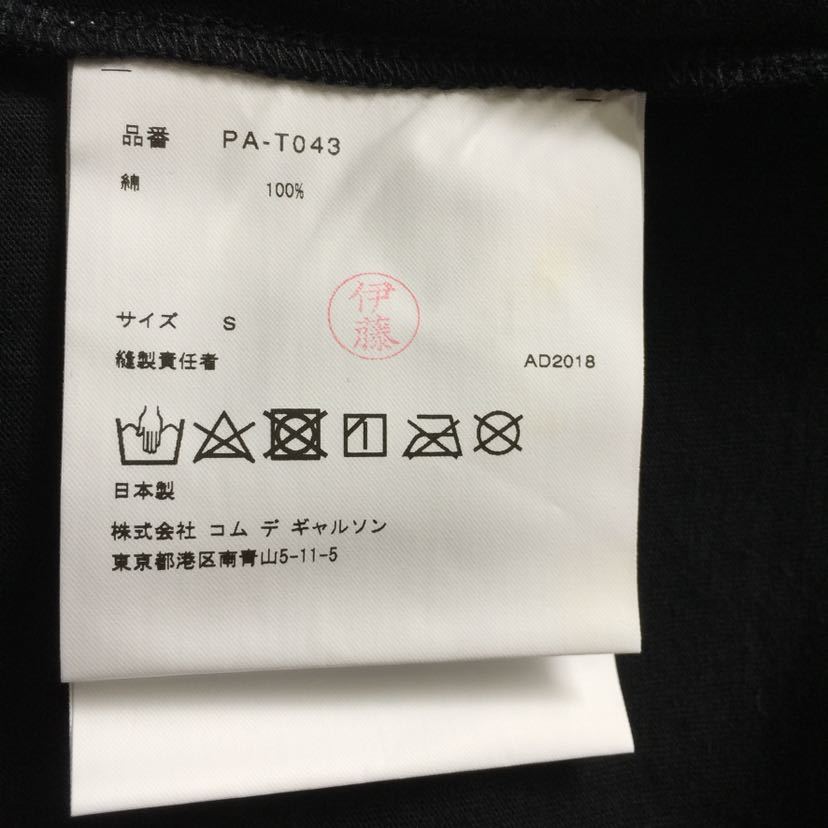 品番 PA-T043
綿 100%
伊藤
サイズ S
縫製責任者 AD2018
日本製
株式会社 コム デ ギャルソン
東京都港区南青山5-11-5